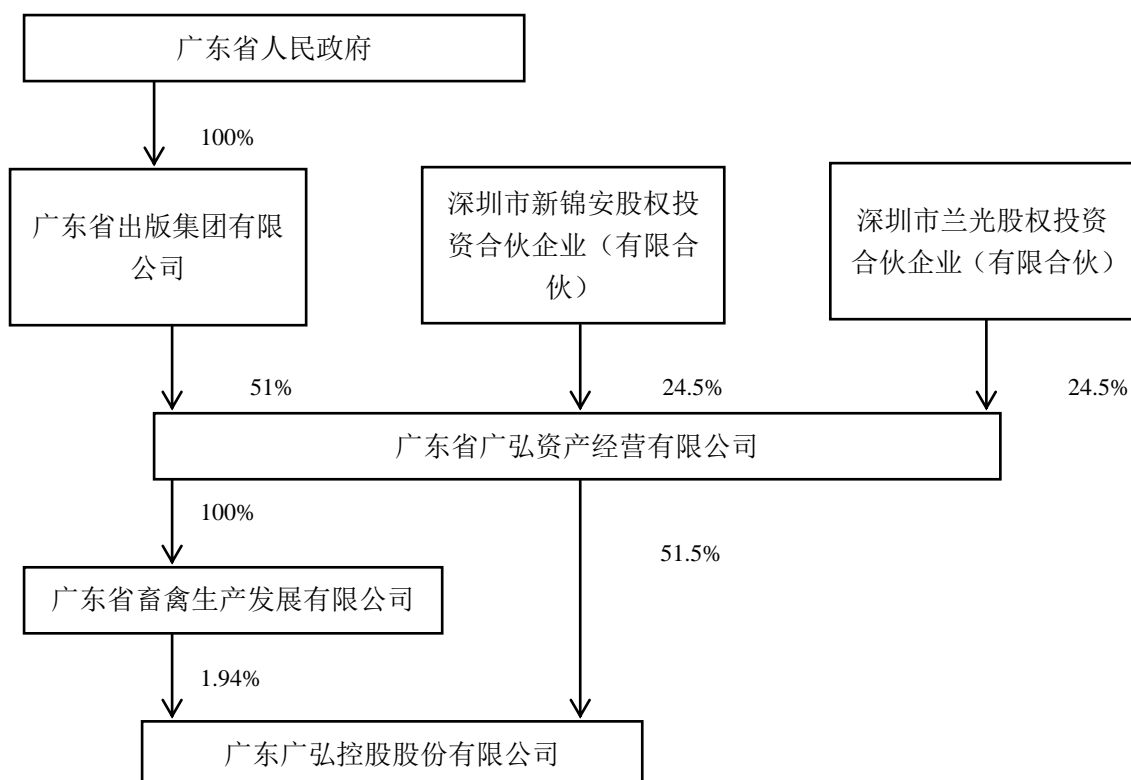 广东省人民政府
100%
广东省出版集团有限
公司
深圳市新锦安股权投
资合伙企业（有限合
伙）
深圳市兰光股权投资
合伙企业（有限合伙）
51%
24.5%
24.5%
广东省广弘资产经营有限公司
100%
51.5%
广东省畜禽生产发展有限公司
1.94%
广东广弘控股股份有限公司